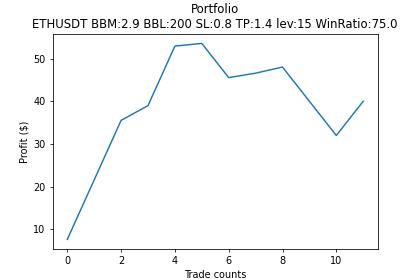 Portfolio
ETHUSDT BBM:2.9 BBL:200 SL:0.8 TP:1.4 lev:15 WinRatio:75.0
50
40
30
20
10
Profit ($)
0 2 4 6 8 10
Trade counts